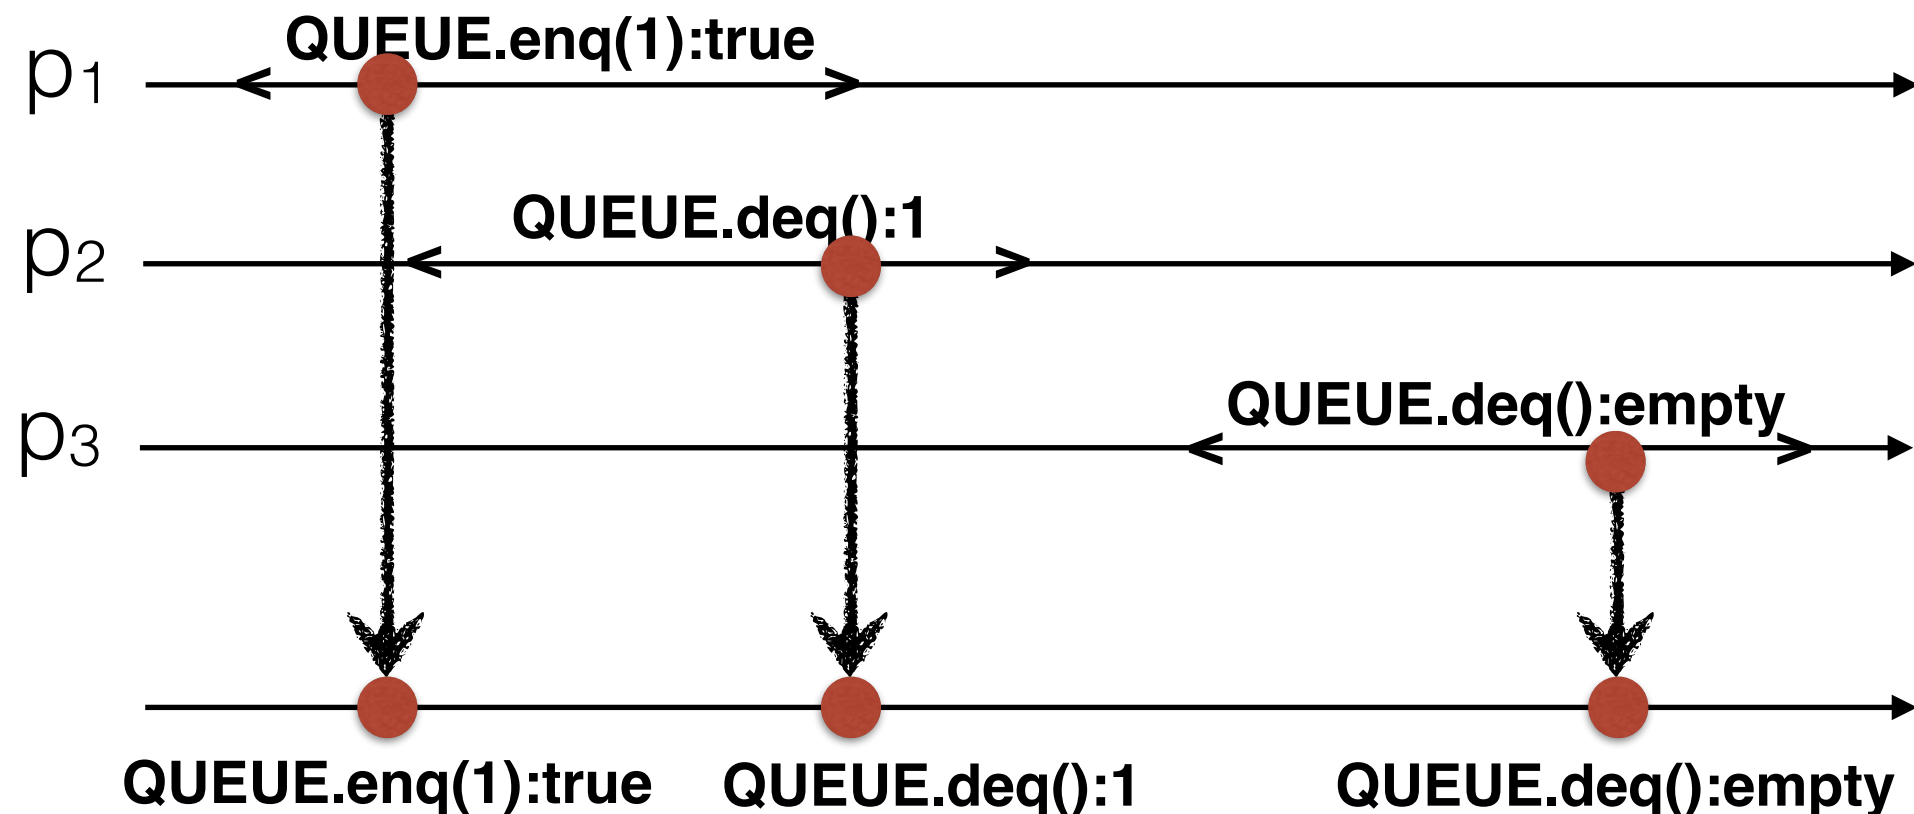 QUEUE.enq(1):true
p1
QUEUE.deq():1
p2
QUEUE.deq():empty
p3
QUEUE.enq(1):true QUEUE.deq():1 QUEUE.deq():empty